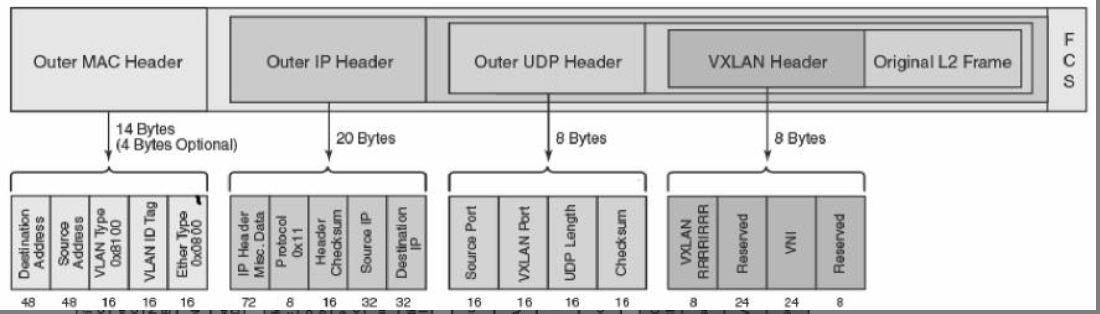 Outer MAC Header
Outer IP Header
Outer UDP Header
VXLAN Header
Original L2 Frame
F
C
S
14 Bytes
(4 Bytes Optional)
20 Bytes
8 Bytes
8 Bytes
Destination
Address
Source
Address
VLAN Type
0x8100
VLAN ID Tag
Ether Type
0x0800
IP Header
Misc. Data
Protocol
0x11
Header
Checksum
Source IP
Destination
IP
Source Port
VXLAN Port
UDP Length
Checksum
VXLAN
RRRRIRRR
Reserved
VNI
Reserved
48 48 16 16 16
72 8 16 32 32
16 16 16 16
8 24 24 8